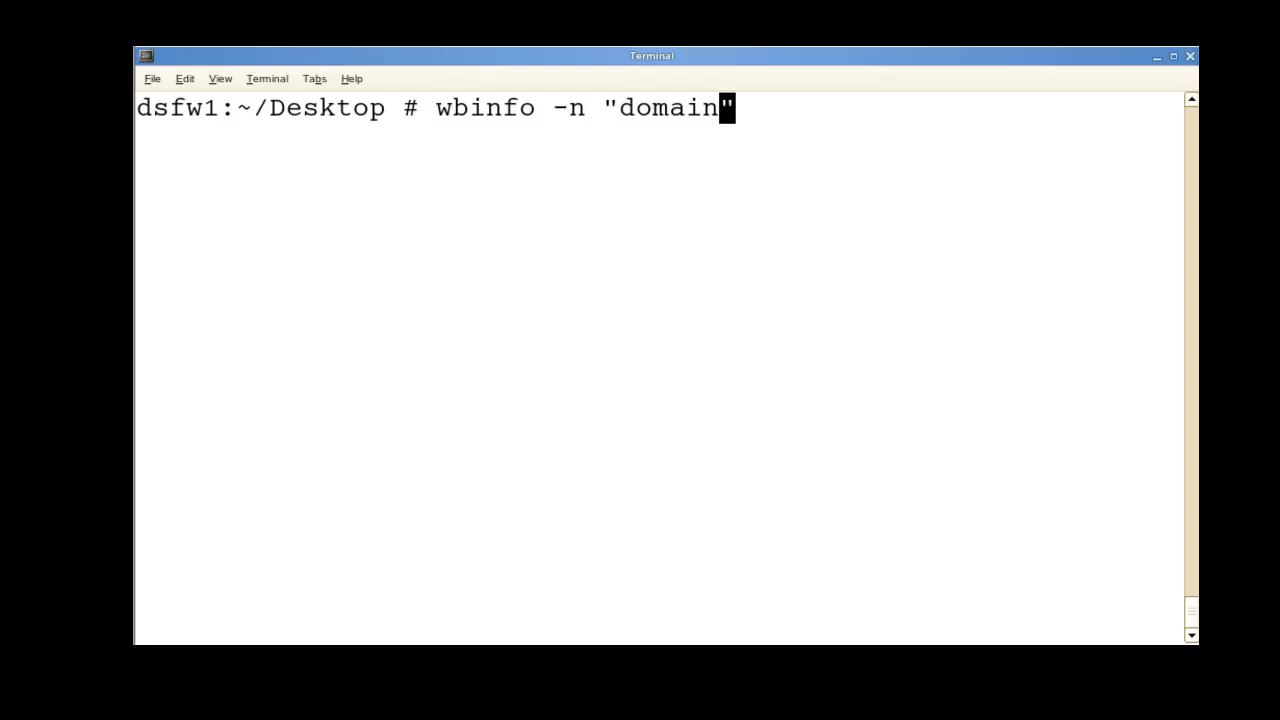 Terminal
File Edit View Terminal Tabs Help
dsfw1:~/Desktop # wbinfo -n "domain"